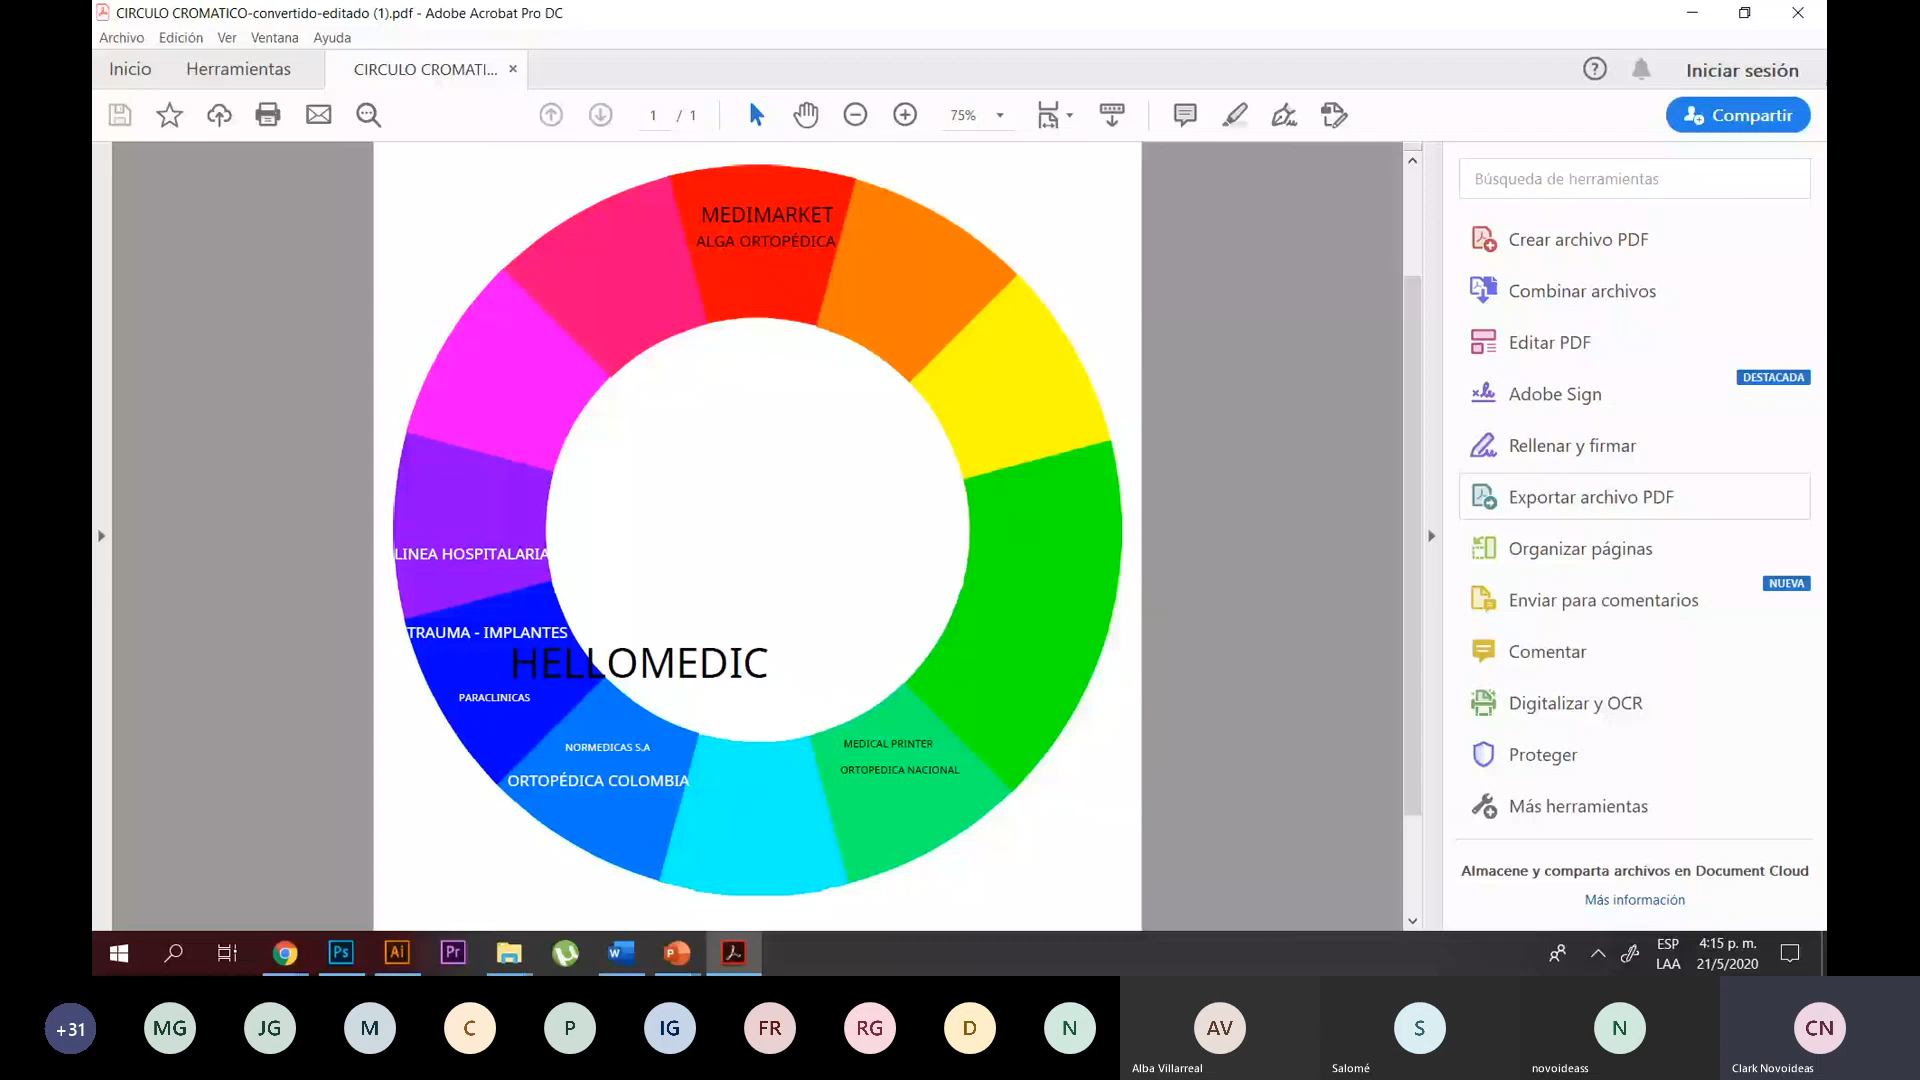 CIRCULO CROMATICO-convertido-editado (1).pdf - Adobe Acrobat Pro DC
Archivo Edición Ver Ventana Ayuda
Inicio Herramientas CIRCULO CROMATI... × Iniciar sesión
1 / 1 75% Compartir
MEDIMARKET
ALGA ORTOPÉDICA
LINEA HOSPITALARIA
TRAUMA - IMPLANTES
HELLOMEDIC
PARACLINICAS
NORMEDICAS S.A
ORTOPÉDICA COLOMBIA
MEDICAL PRINTER
ORTOPEDICA NACIONAL
Búsqueda de herramientas
Crear archivo PDF
Combinar archivos
Editar PDF
DESTACADA
Adobe Sign
Rellenar y firmar
Exportar archivo PDF
Organizar páginas
NUEVA
Enviar para comentarios
Comentar
Digitalizar y OCR
Proteger
Más herramientas
Almacene y comparta archivos en Document Cloud
Más información
Ps Ai Pr W P
ESP
LAA
4:15 p. m.
21/5/2020
+31 MG JG M C P IG FR RG D N AV S N CN
Alba Villarreal Salomé novoideass Clark Novoideas